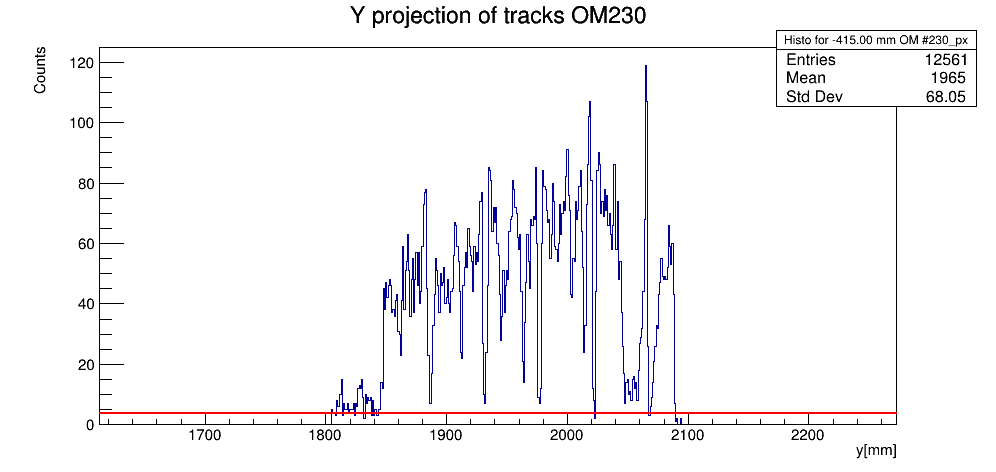 Y projection of tracks OM230
Histo for -415.00 mm OM #230_px
Entries 12561
Mean 1965
Std Dev 68.05
Counts
120
100
80
60
40
20
0
1700 1800 1900 2000 2100 2200
y[mm]